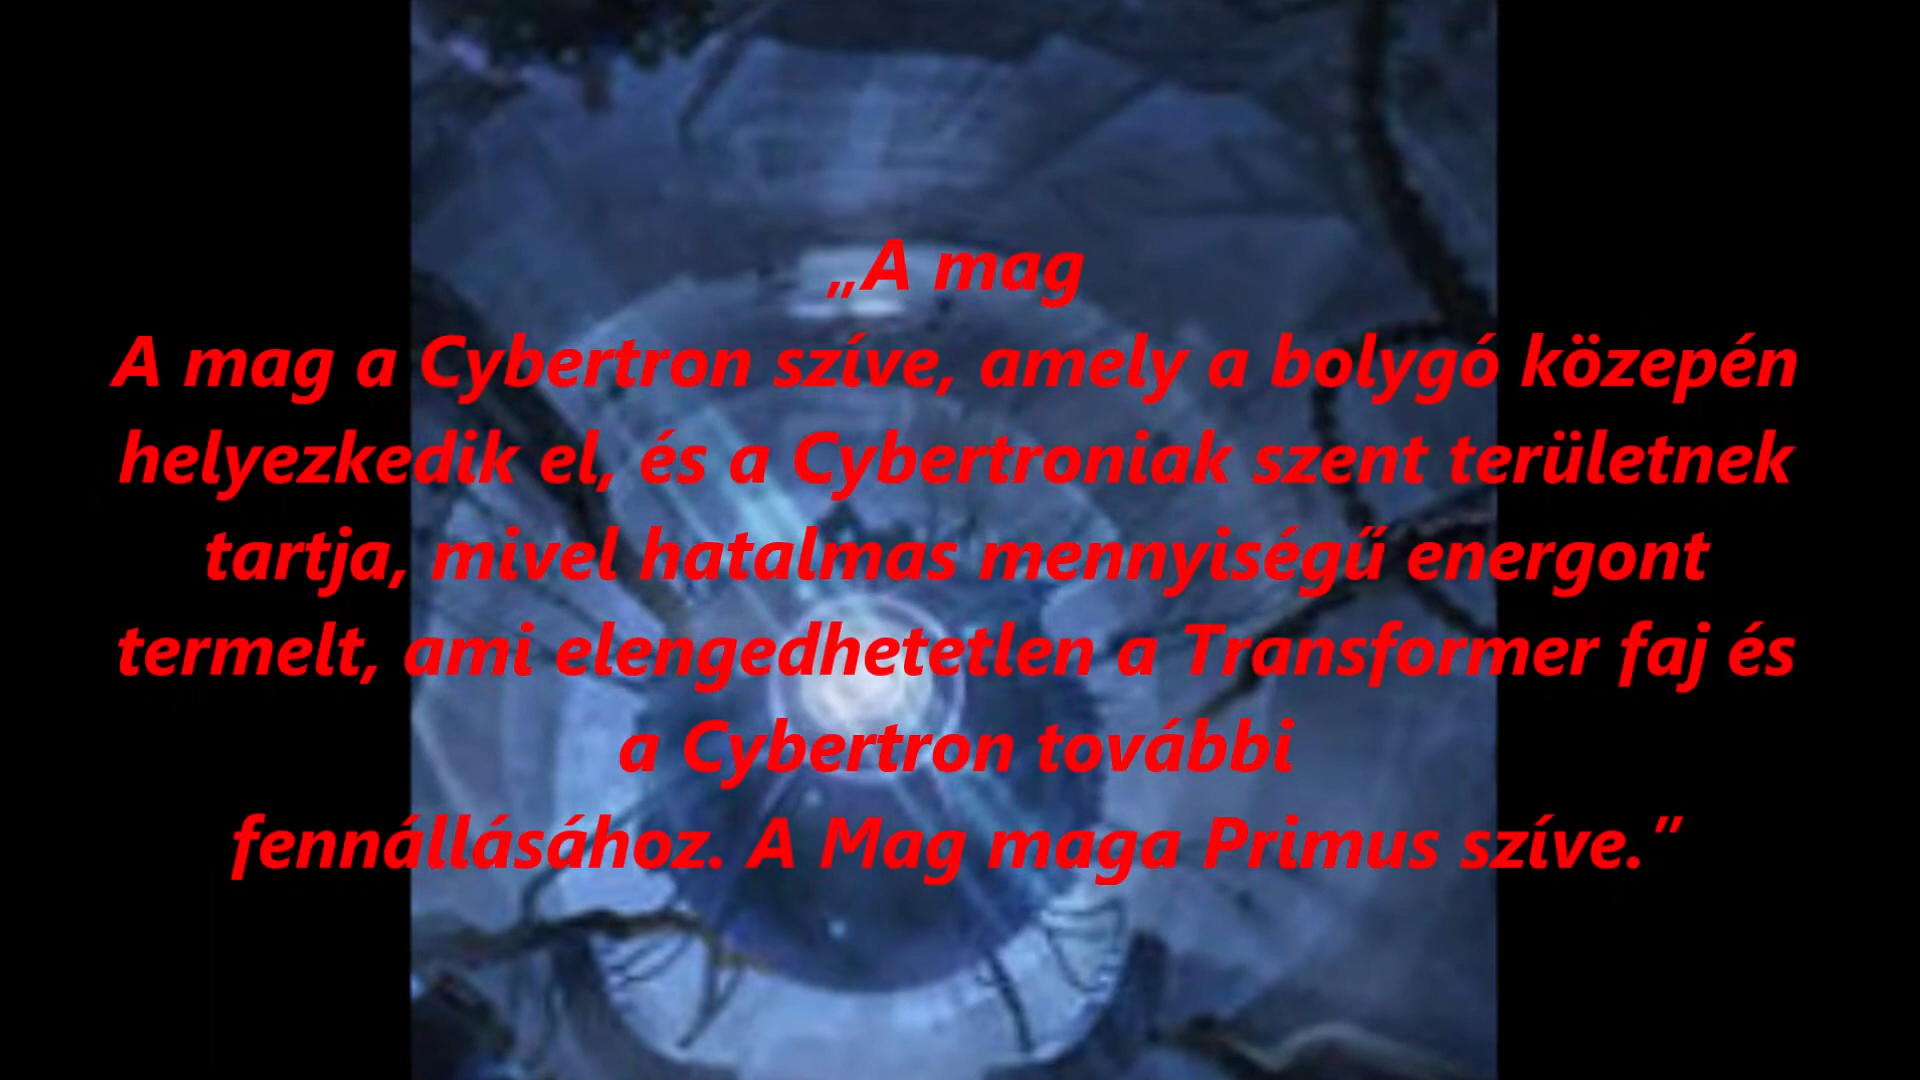 „A mag
A mag a Cybertron szíve, amely a bolygó közepén
helyezkedik el, és a Cybertroniak szent területnek
tartja, mivel hatalmas mennyiségű energont
termelt, ami elengedhetetlen a Transformer faj és
a Cybertron további
fennállásához. A Mag maga Primus szíve.”